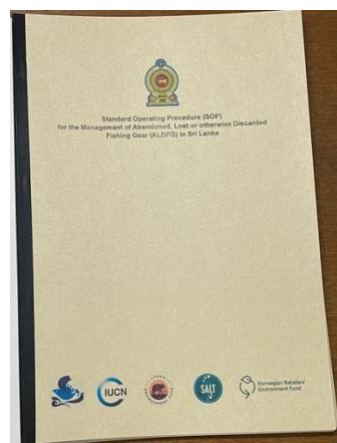 Standard Operating Procedure (SOP)
for the Management of Abandoned, Lost or otherwise Discarded
Fishing Gear (ALDFG) in Sri Lanka
IUCN
SALT
Norwegian Retailers'
Environment Fund